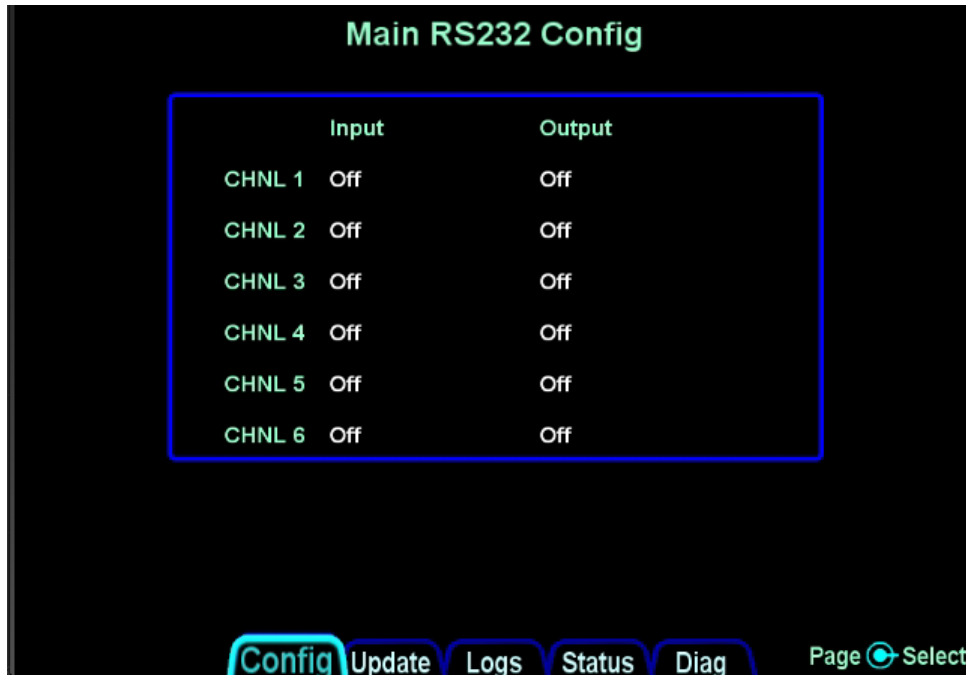 Main RS232 Config
Input Output
CHNL 1 Off Off
CHNL 2 Off Off
CHNL 3 Off Off
CHNL 4 Off Off
CHNL 5 Off Off
CHNL 6 Off Off
Config Update Logs Status Diag Page Select